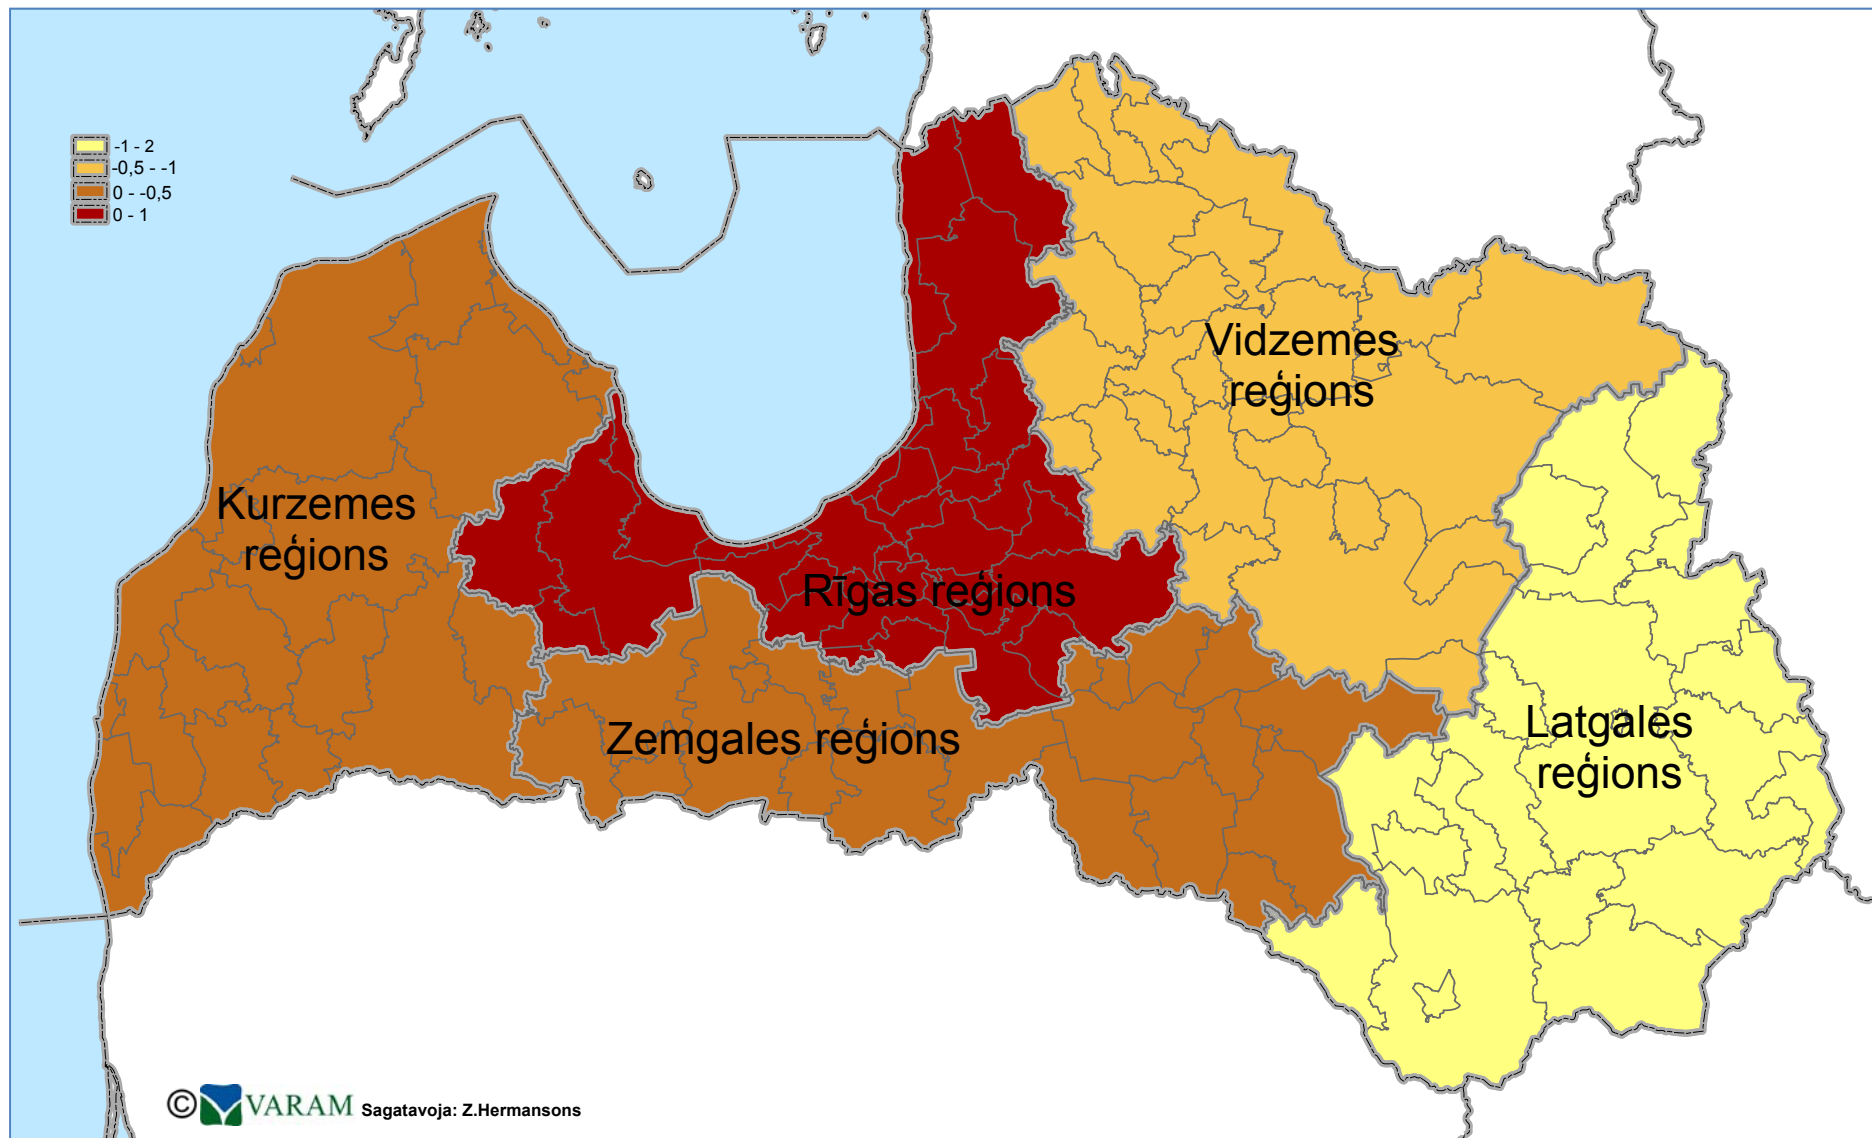 -1 - 2
-0,5 - -1
0 - -0,5
0 - 1
Vidzemes
reģions
Kurzemes
reģions
Rīgas reģions
Zemgales reģions
Latgales
reģions
© VARAM Sagatavoja: Z.Hermansons